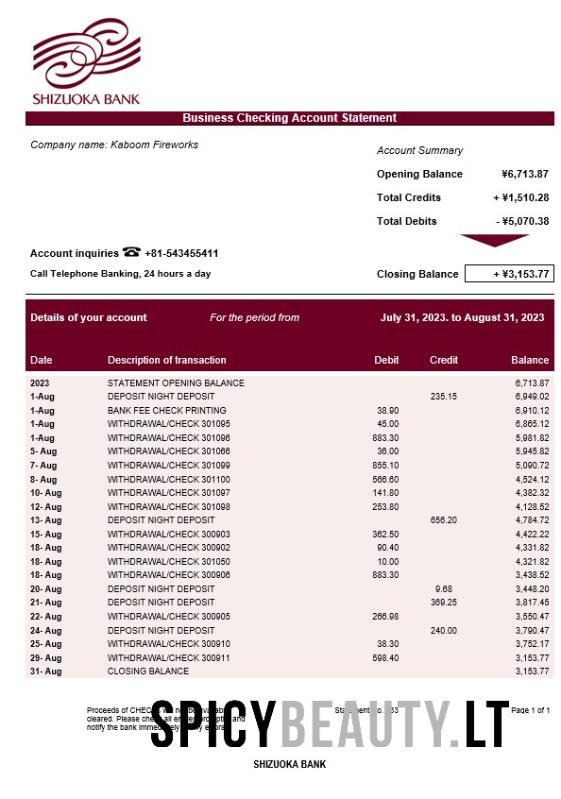 SHIZUOKA BANK
Business Checking Account Statement
Company name: Kaboom Fireworks
Account Summary
Opening Balance ¥6,713.87
Total Credits + ¥1,510.28
Total Debits - ¥5,070.38
Account inquiries ☎ +81-543455411
Call Telephone Banking, 24 hours a day
Closing Balance + ¥3,153.77
Details of your account For the period from July 31, 2023. to August 31, 2023
Date Description of transaction Debit Credit Balance
2023 STATEMENT OPENING BALANCE 6,713.87
1-Aug DEPOSIT NIGHT DEPOSIT 235.15 6,949.02
1-Aug BANK FEE CHECK PRINTING 38.90 6,910.12
1-Aug WITHDRAWAL/CHECK 301095 45.00 6,865.12
1-Aug WITHDRAWAL/CHECK 301096 883.30 5,981.82
5- Aug WITHDRAWAL/CHECK 301066 36.00 5,945.82
7- Aug WITHDRAWAL/CHECK 301099 855.10 5,090.72
8- Aug WITHDRAWAL/CHECK 301100 566.60 4,524.12
10- Aug WITHDRAWAL/CHECK 301097 141.80 4,382.32
12- Aug WITHDRAWAL/CHECK 301098 253.80 4,128.52
13- Aug DEPOSIT NIGHT DEPOSIT 656.20 4,784.72
15- Aug WITHDRAWAL/CHECK 300903 362.50 4,422.22
18- Aug WITHDRAWAL/CHECK 300902 90.40 4,331.82
18- Aug WITHDRAWAL/CHECK 301050 10.00 4,321.82
18- Aug WITHDRAWAL/CHECK 300906 883.30 3,438.52
20- Aug DEPOSIT NIGHT DEPOSIT 9.68 3,448.20
21- Aug DEPOSIT NIGHT DEPOSIT 369.25 3,817.45
22- Aug WITHDRAWAL/CHECK 300905 266.98 3,550.47
24- Aug DEPOSIT NIGHT DEPOSIT 240.00 3,790.47
25- Aug WITHDRAWAL/CHECK 300910 38.30 3,752.17
29- Aug WITHDRAWAL/CHECK 300911 598.40 3,153.77
31- Aug CLOSING BALANCE 3,153.77
Proceeds of Page 1 of 1
cleared. Please and
notify the bank
SPICYBEAUTY.LT
SHIZUOKA BANK